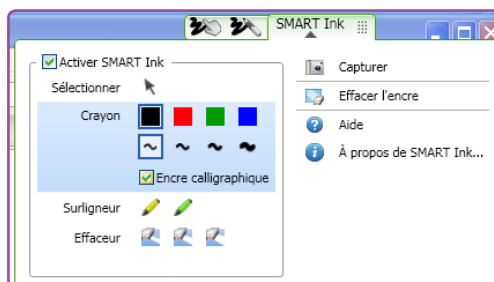 SMART Ink
Activer SMART Ink
Sélectionner
Crayon
Encre calligraphique
Surligneur
Effaceur
Capturer
Effacer l'encre
Aide
À propos de SMART Ink...